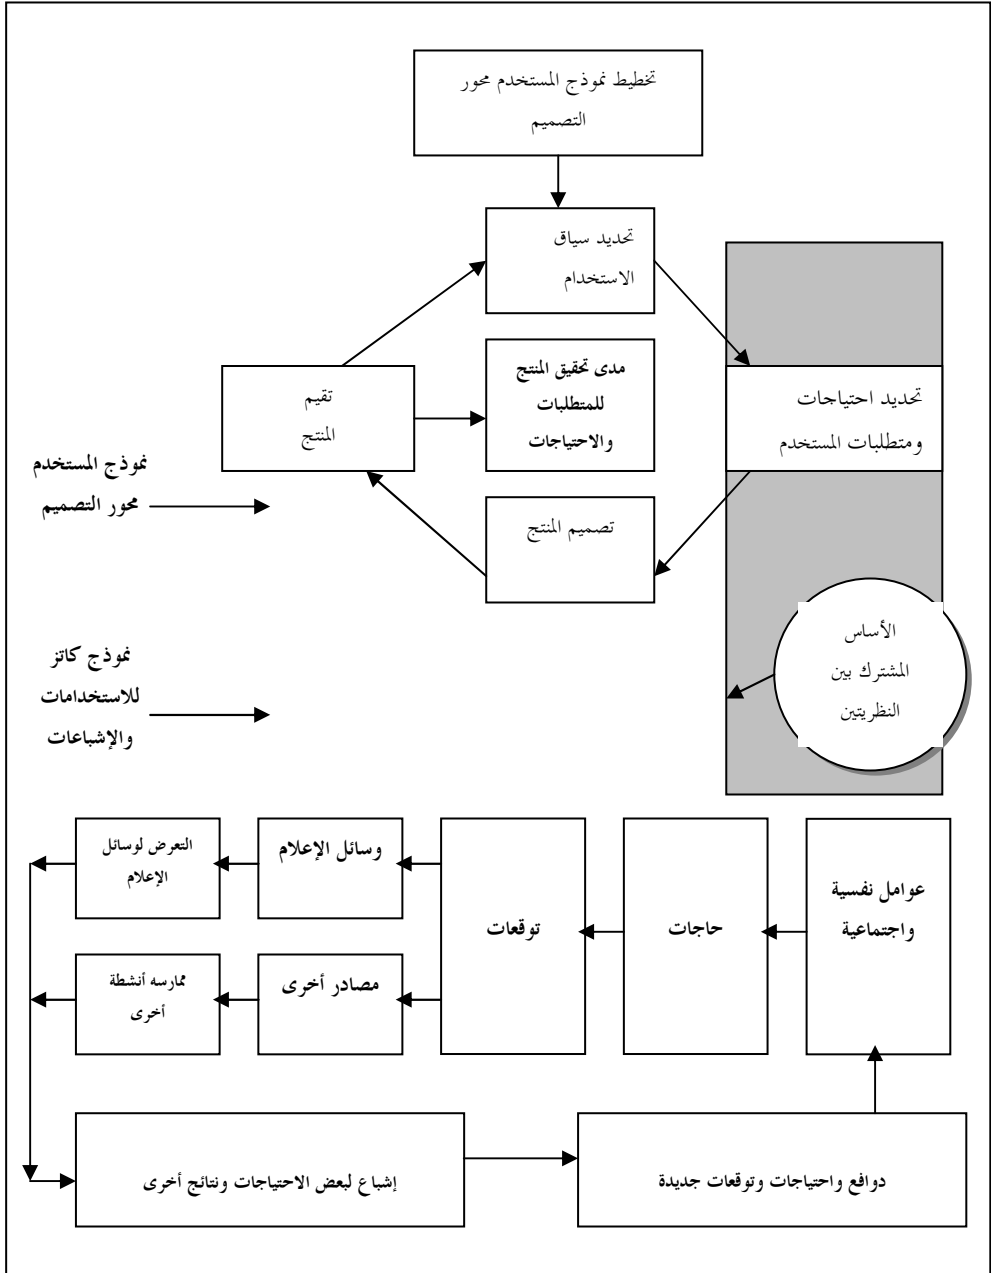 تخطيط نموذج المستخدم محور
التصميم
تحديد سياق
الاستخدام
مدى تحقيق المنتج
للمتطلبات
والاحتياجات
تحديد احتياجات
ومتطلبات المستخدم
تقيم
المنتج
تصميم المنتج
نموذج المستخدم
محور التصميم
الأساس
المشترك بين
النظريتين
نموذج كاتز
للاستخدامات
والإشباعات
عوامل نفسية
واجتماعية
حاجات
توقعات
وسائل الإعلام
التعرض لوسائل
الإعلام
مصادر أخرى
ممارسه أنشطة
أخرى
إشباع لبعض الاحتياجات ونتائج أخرى
دوافع واحتياجات وتوقعات جديدة